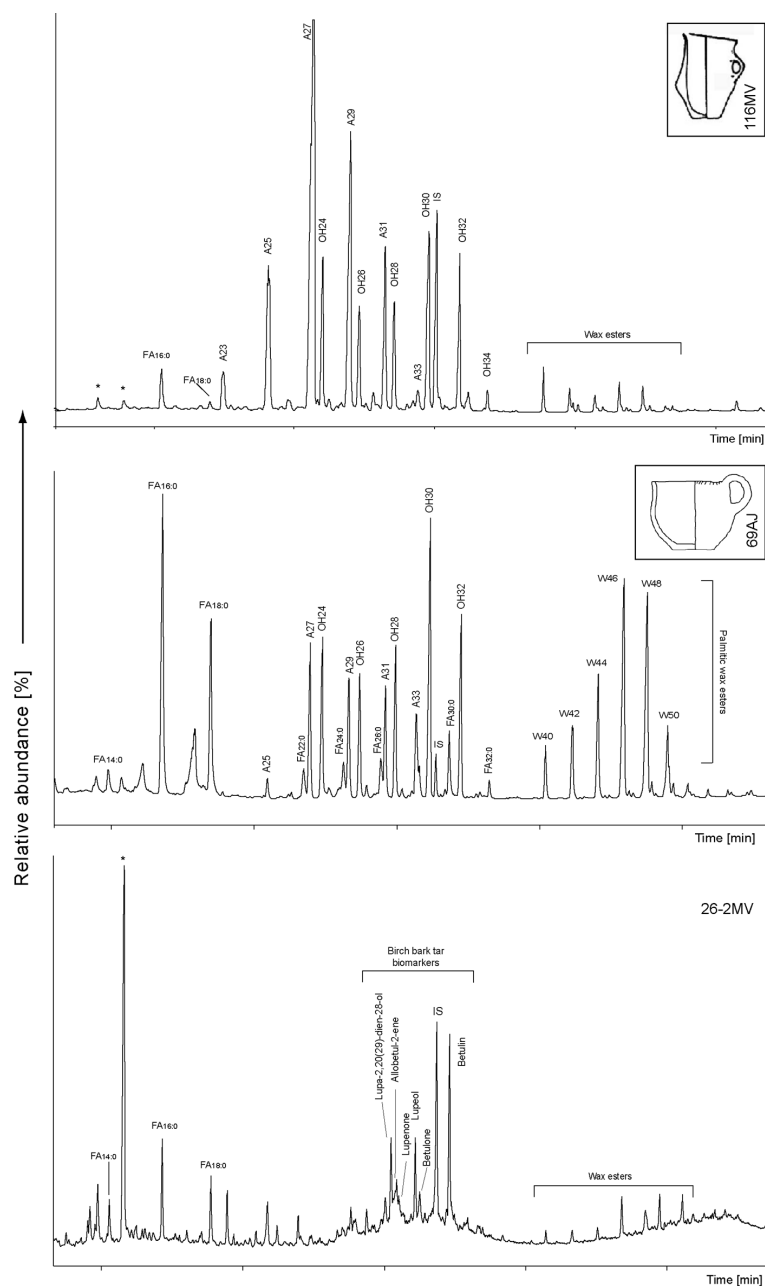 Relative abundance [%]
116MV
*
*
FA16:0
FA18:0
A23
A25
A27
OH24
A29
OH26
A31
OH28
A33
OH30
IS
OH32
OH34
Wax esters
Time [min]
69AJ
FA14:0
FA16:0
FA18:0
A25
FA22:0
A27
OH24
FA24:0
A29
OH26
FA26:0
A31
OH28
A33
OH30
IS
FA30:0
OH32
FA32:0
W40
W42
W44
W46
W48
W50
Palmitic wax esters
Time [min]
26-2MV
FA14:0
*
FA16:0
FA18:0
Birch bark tar
biomarkers
Lupa-2,20(29)-dien-28-ol
Allobetul-2-ene
Lupenone
Lupeol
Betulone
IS
Betulin
Wax esters
Time [min]